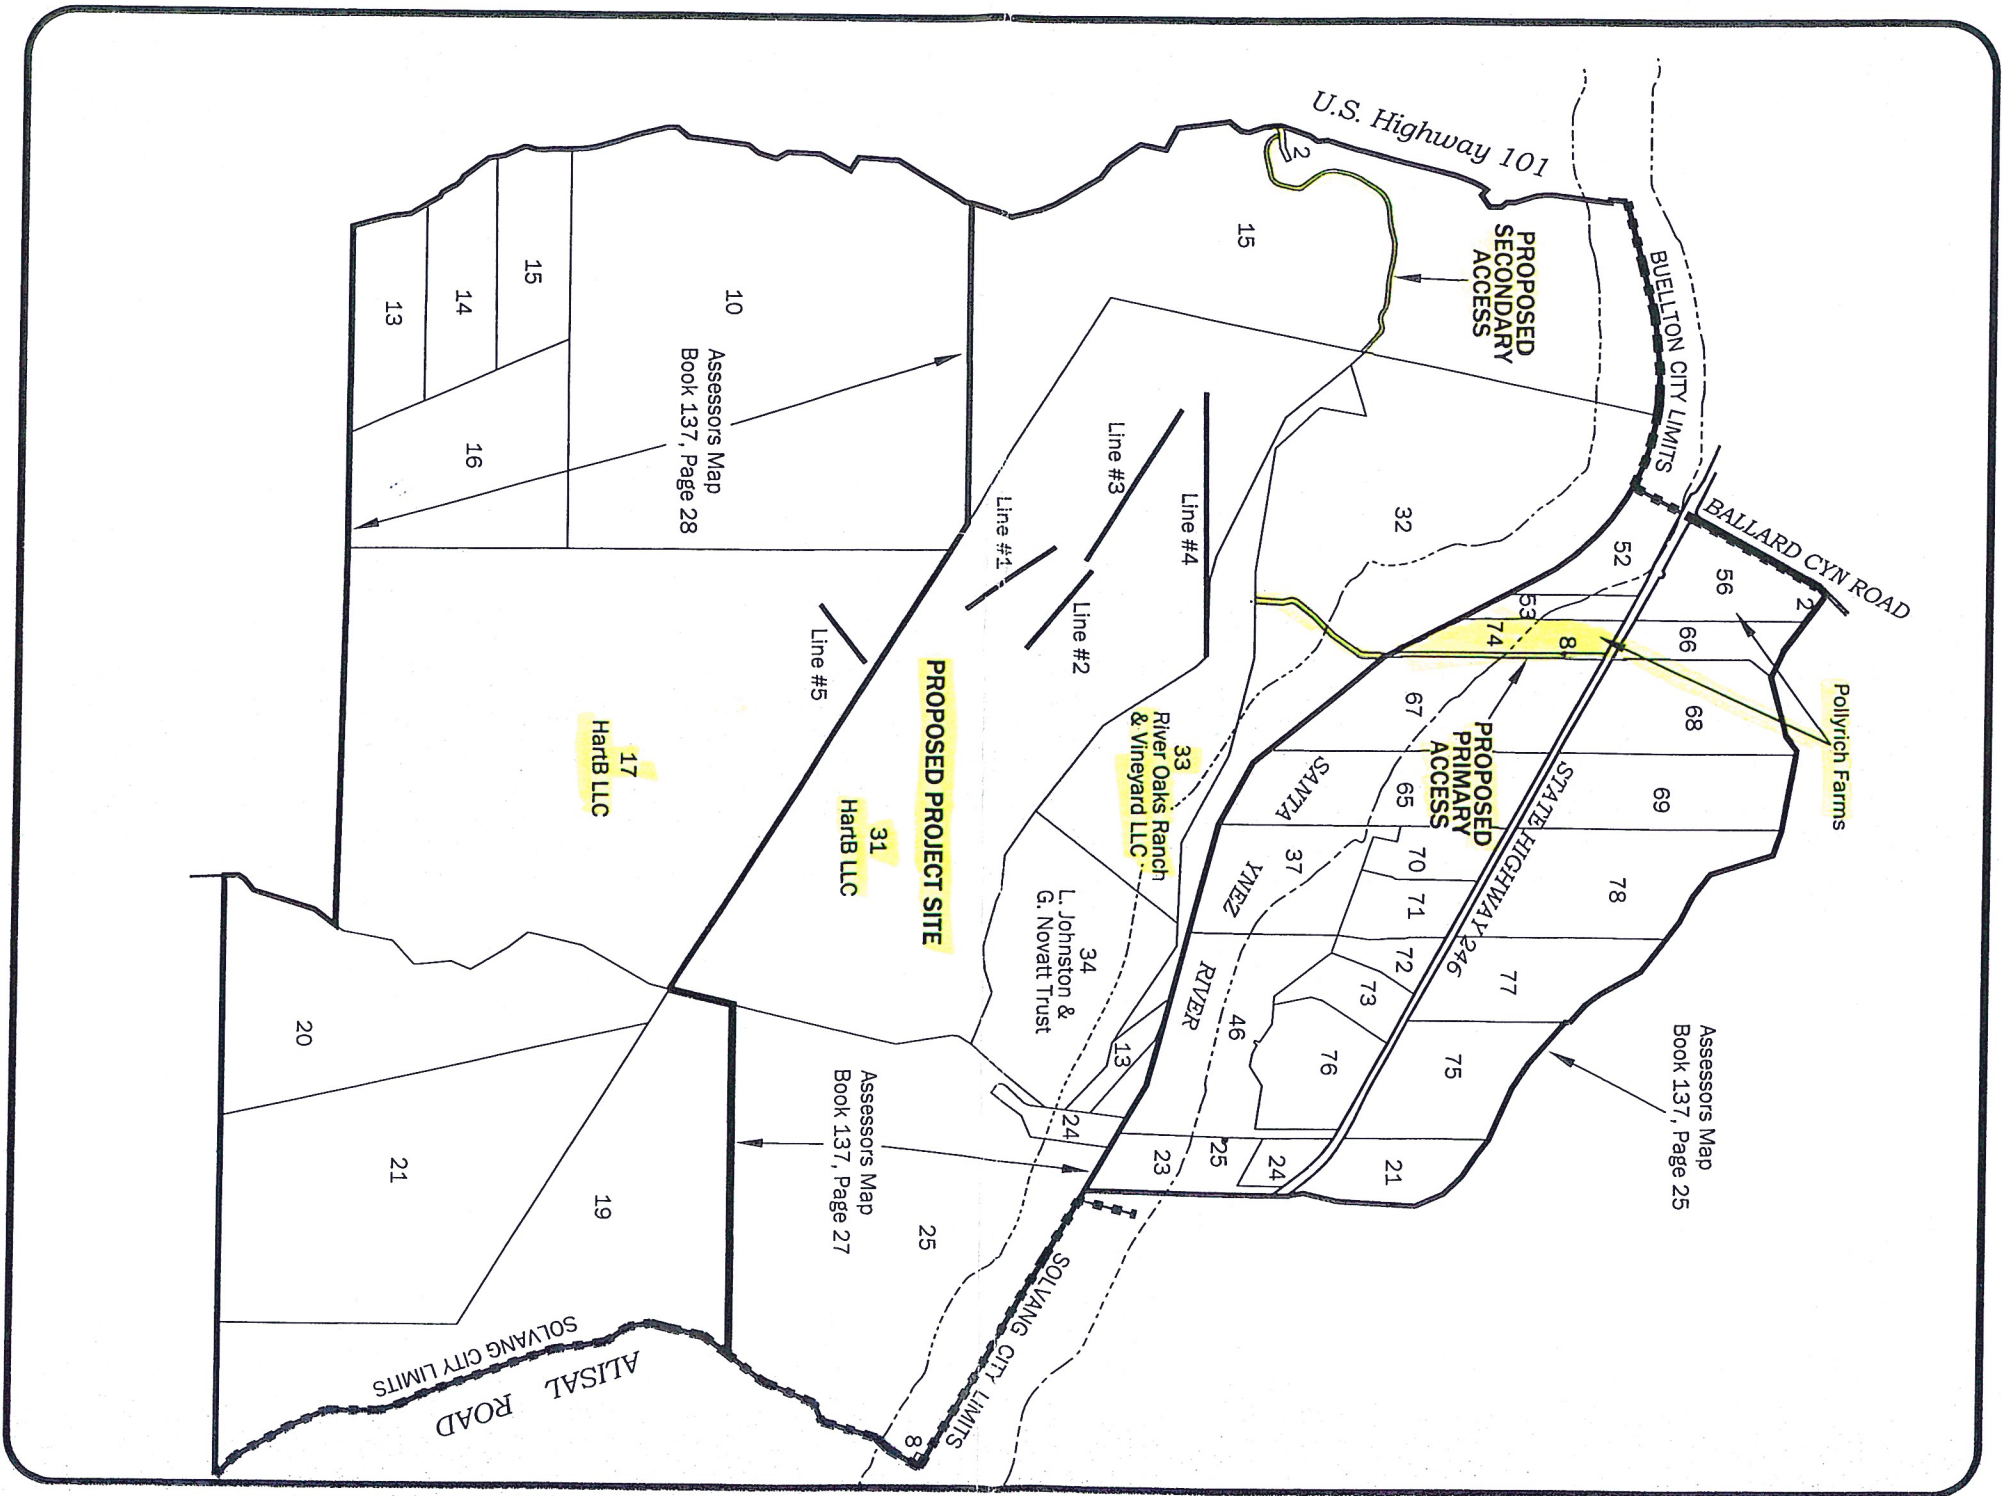 Assessors Map
Book 137, Page 25
Pollyrich Farms
BALLARD CYN ROAD
BUELLTON CITY LIMITS
U.S. Highway 101
STATE HIGHWAY 246
2
56
66
68
69
78
77
75
21
52
53
74
8
67
65
70
71
72
73
76
37
46
25
24
23
PROPOSED
PRIMARY
ACCESS
PROPOSED
SECONDARY
ACCESS
SANTA
YNEZ
RIVER
2
15
32
33
River Oaks Ranch
& Vineyard LLC
34
L. Johnston &
G. Novatt Trust
13
24
Line #4
Line #3
Line #2
Line #1
Line #5
PROPOSED PROJECT SITE
31
HartB LLC
17
HartB LLC
Assessors Map
Book 137, Page 27
25
SOLVANG CITY LIMITS
8
Assessors Map
Book 137, Page 28
10
15
14
13
16
20
21
19
SOLVANG CITY LIMITS
ALISAL ROAD